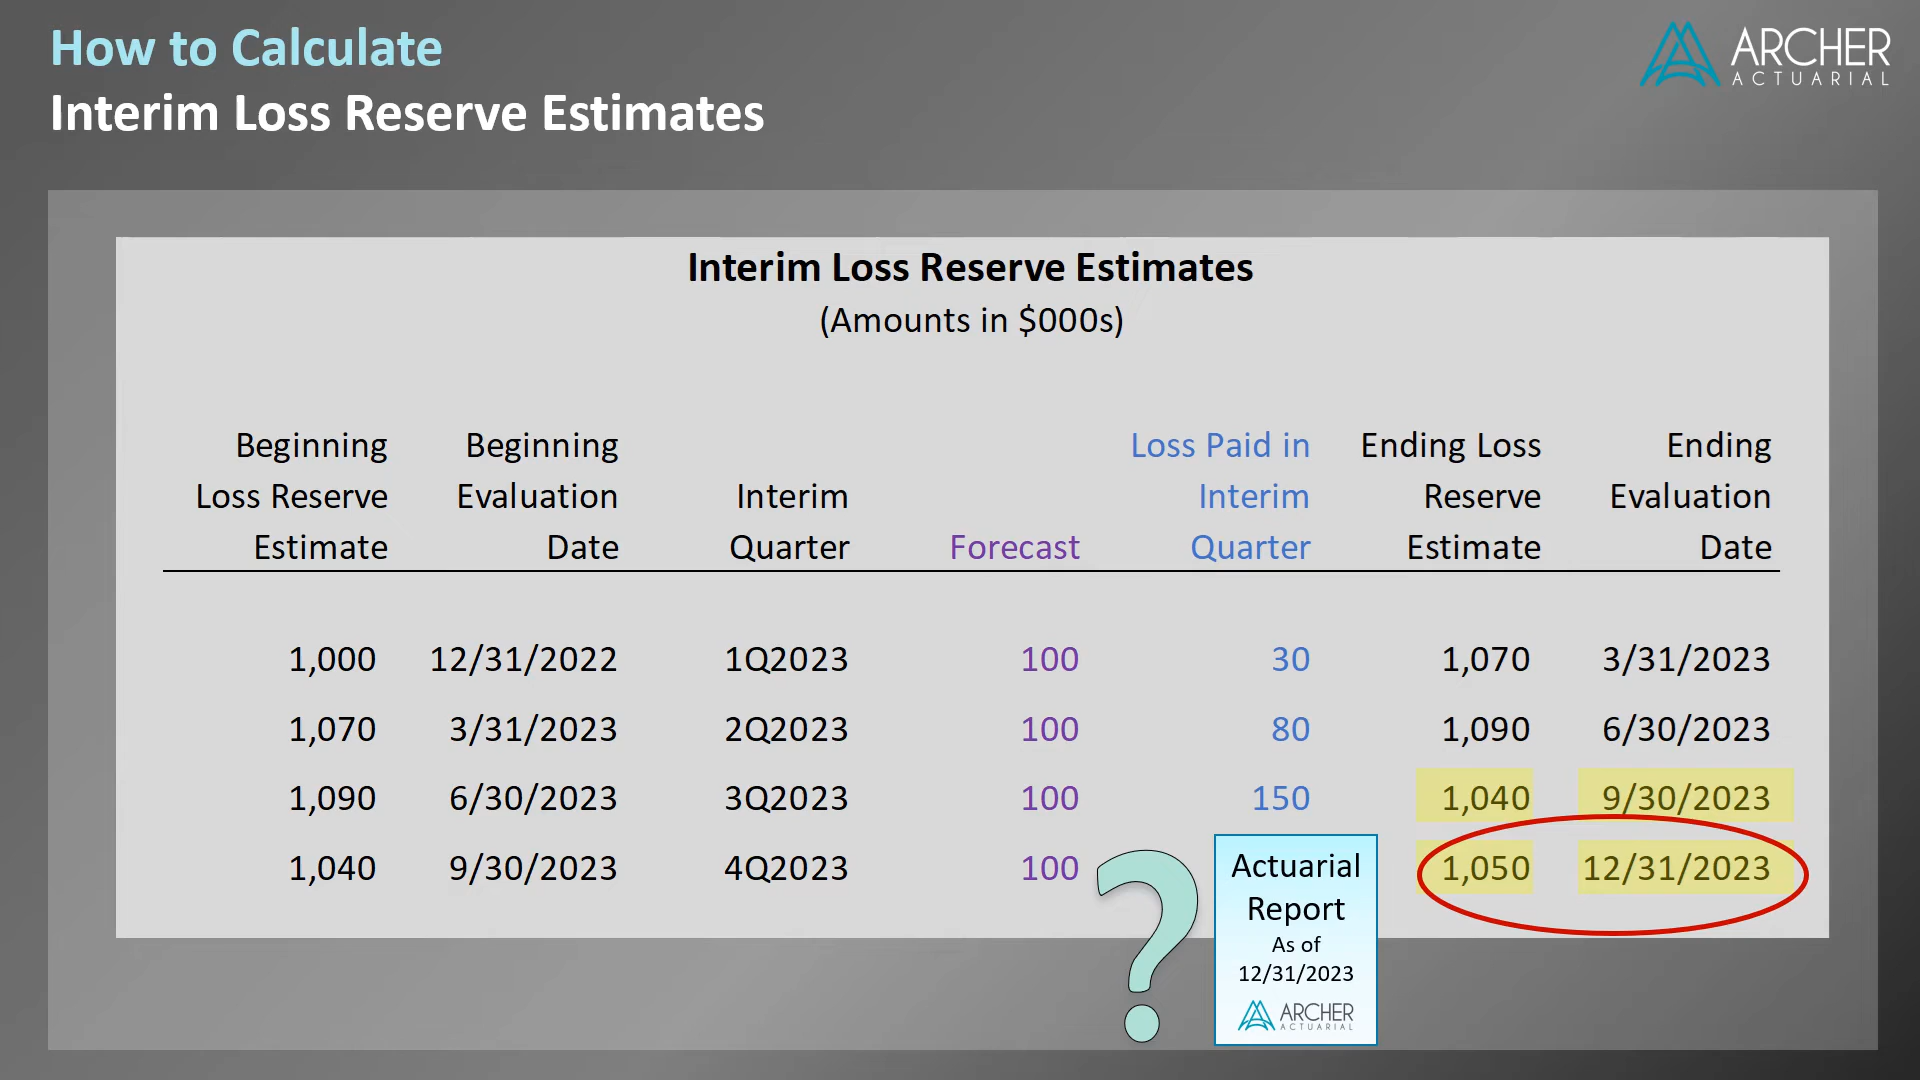 How to Calculate
Interim Loss Reserve Estimates
ARCHER
ACTUARIAL
Interim Loss Reserve Estimates
(Amounts in $000s)
Beginning Beginning Loss Paid in Ending Loss Ending
Loss Reserve Evaluation Interim Interim Reserve Evaluation
Estimate Date Quarter Forecast Quarter Estimate Date
1,000 12/31/2022 1Q2023 100 30 1,070 3/31/2023
1,070 3/31/2023 2Q2023 100 80 1,090 6/30/2023
1,090 6/30/2023 3Q2023 100 150 1,040 9/30/2023
1,040 9/30/2023 4Q2023 100 1,050 12/31/2023
?
Actuarial
Report
As of
12/31/2023
ARCHER
ACTUARIAL